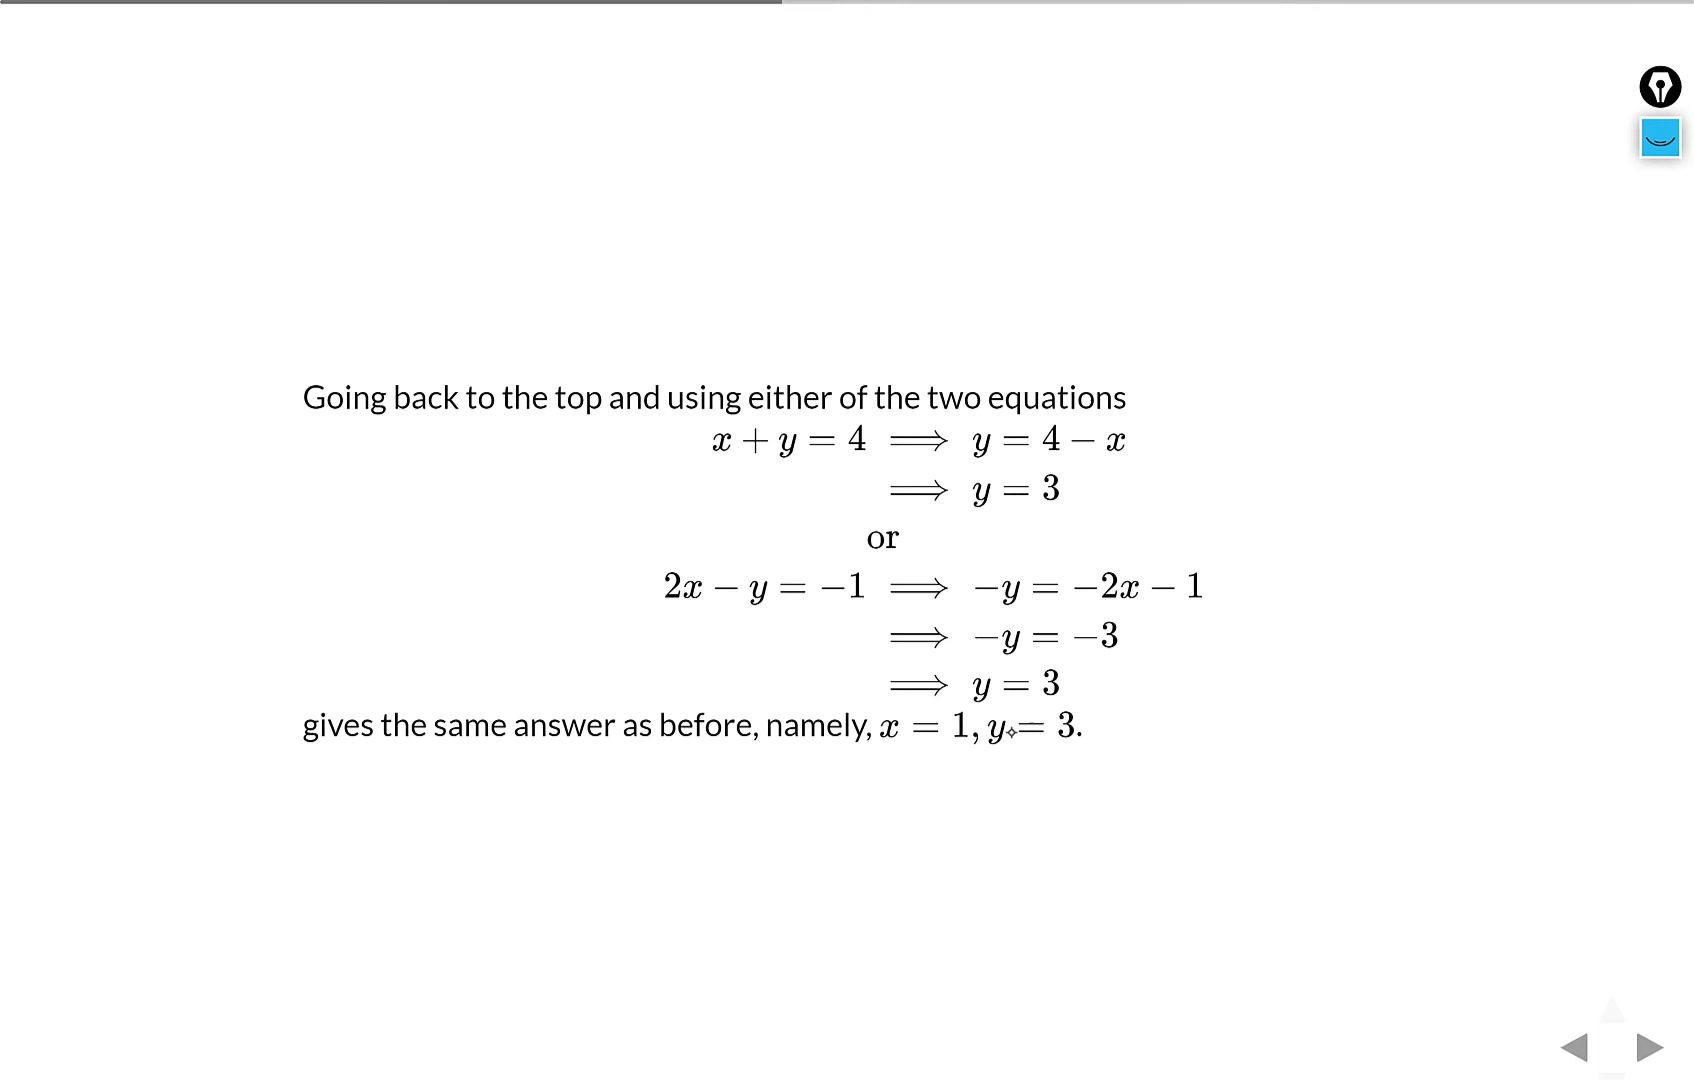 Going back to the top and using either of the two equations
x + y = 4 ⟹ y = 4 − x
⟹ y = 3
or
2x − y = −1 ⟹ −y = −2x − 1
⟹ −y = −3
⟹ y = 3
gives the same answer as before, namely, x = 1, y = 3.